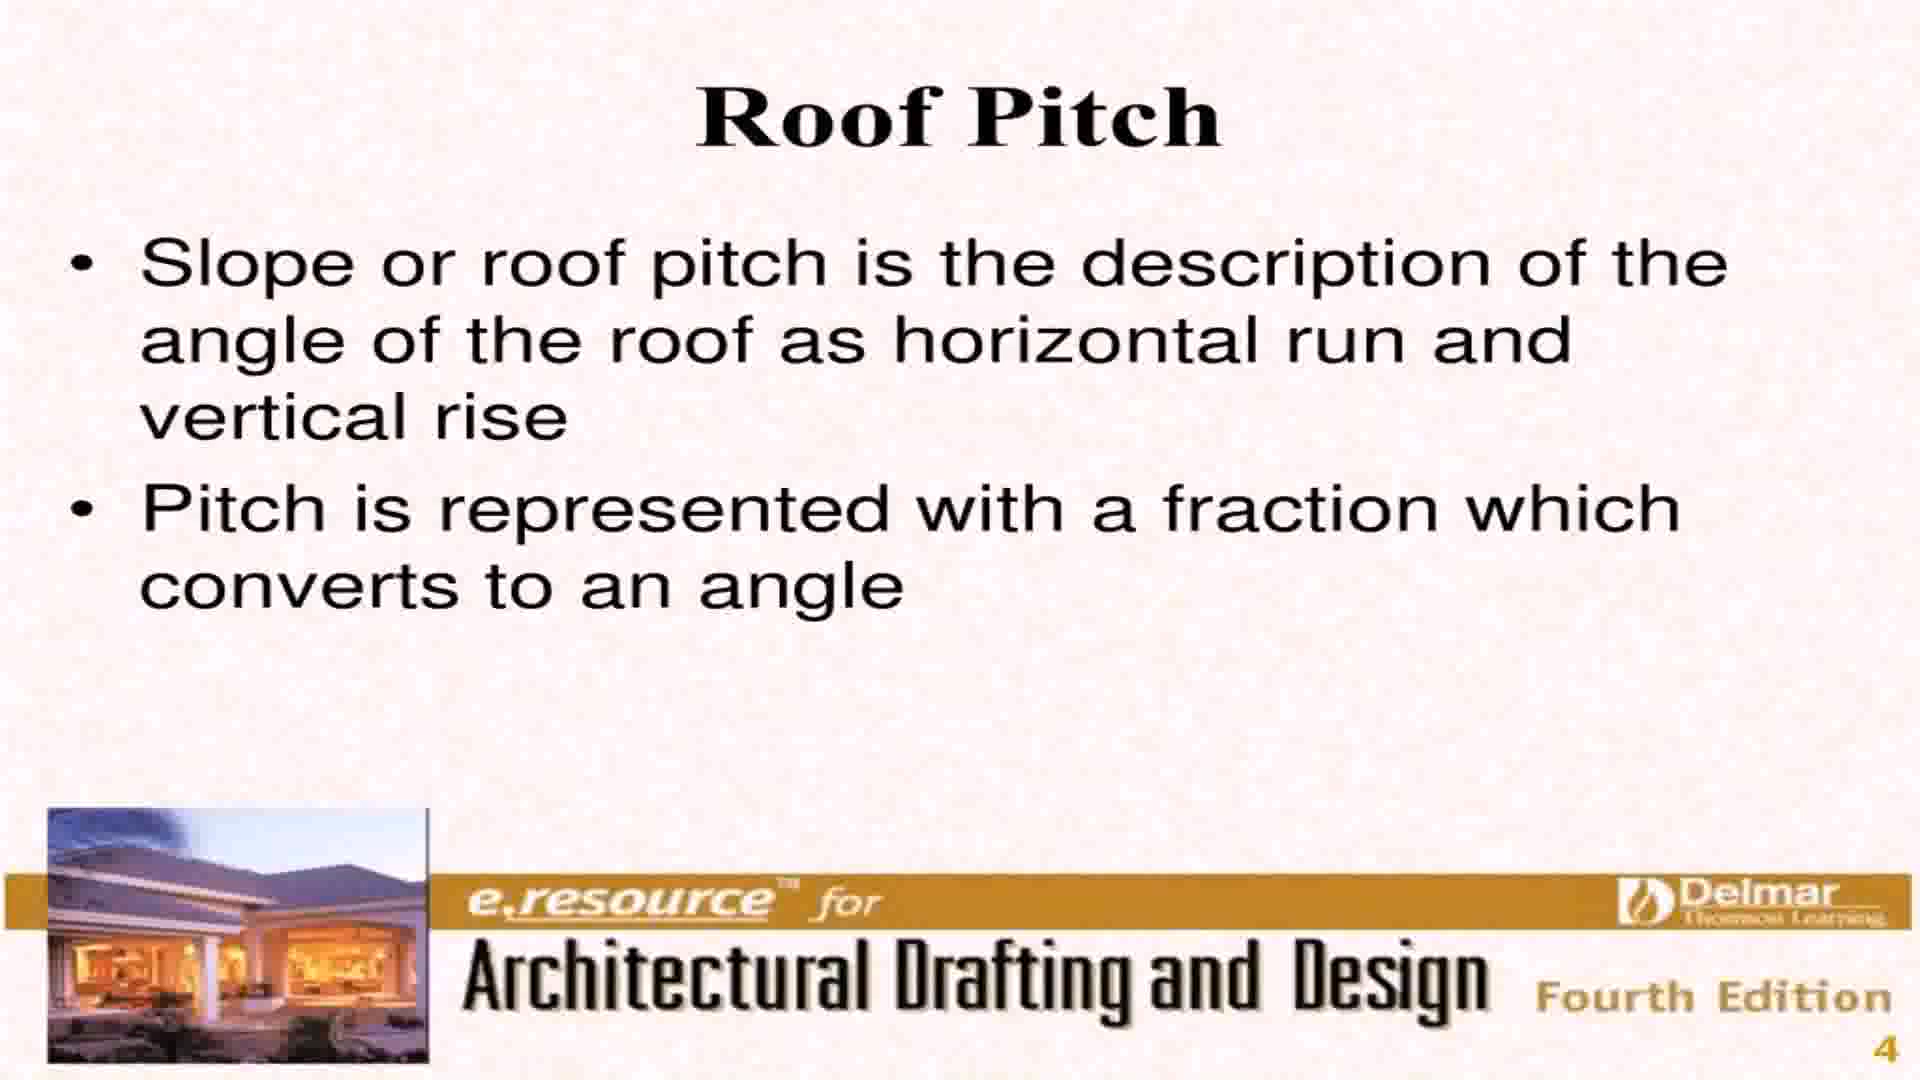 Roof Pitch
• Slope or roof pitch is the description of the
angle of the roof as horizontal run and
vertical rise
• Pitch is represented with a fraction which
converts to an angle
e.resource™ for
Delmar
Thomson Learning
Architectural Drafting and Design
Fourth Edition
4